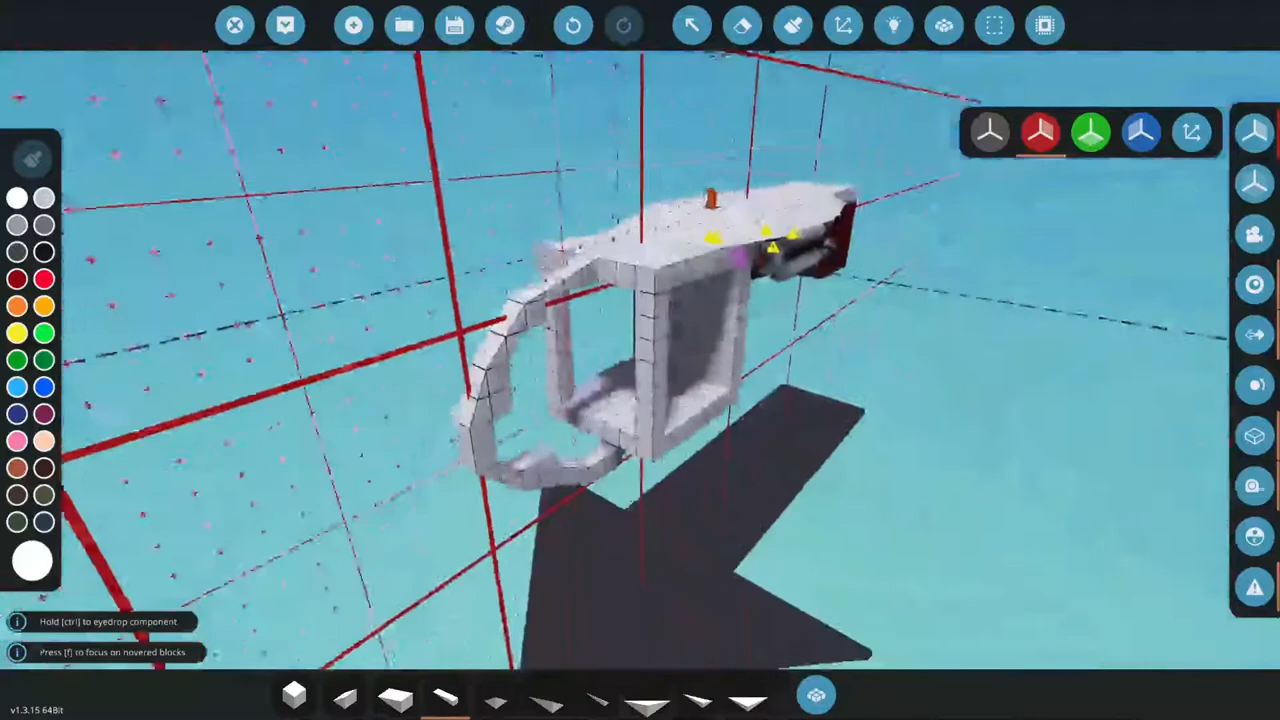 Hold [ctrl] to eyedrop component
Press [f] to focus on hovered blocks
v1.3.15 64Bit